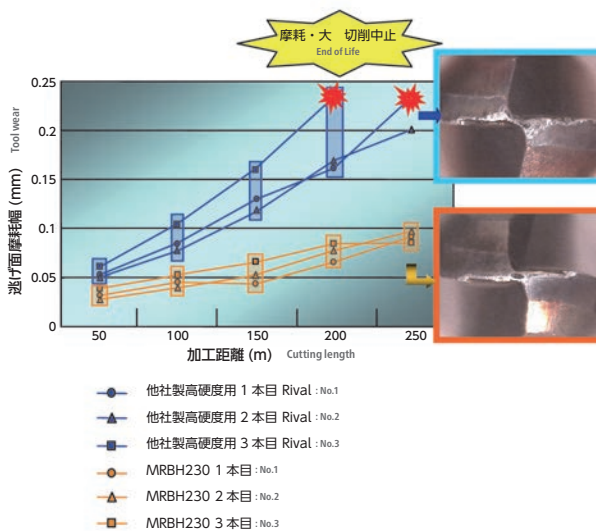 摩耗・大 切削中止
End of Life
逃げ面摩耗幅 (mm) Tool wear
0.25
0.2
0.15
0.1
0.05
0
50 100 150 200 250
加工距離 (m) Cutting length
他社製高硬度用 1 本目 Rival : No.1
他社製高硬度用 2 本目 Rival : No.2
他社製高硬度用 3 本目 Rival : No.3
MRBH230 1 本目 : No.1
MRBH230 2 本目 : No.2
MRBH230 3 本目 : No.3